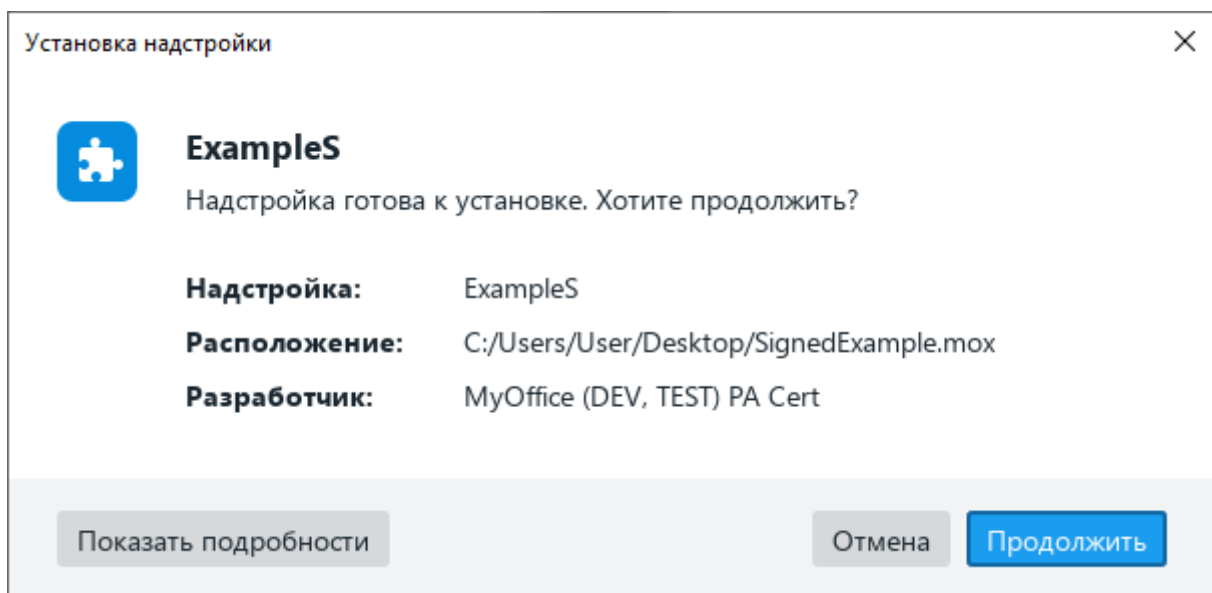 Установка надстройки
ExampleS
Надстройка готова к установке. Хотите продолжить?
Надстройка: ExampleS
Расположение: C:/Users/User/Desktop/SignedExample.mox
Разработчик: MyOffice (DEV, TEST) PA Cert
Показать подробности Отмена Продолжить